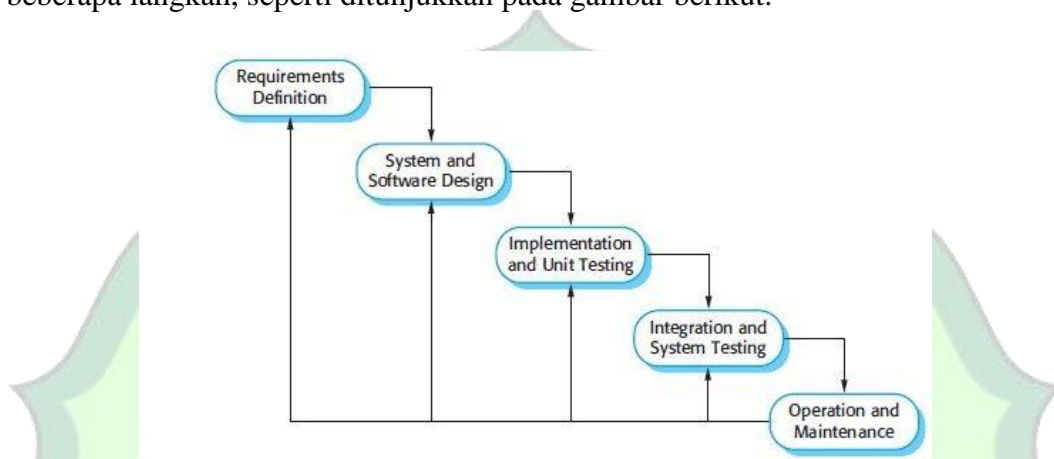 beberapa langkah, seperti ditunjukkan pada gambar berikut:
Requirements
Definition
System and
Software Design
Implementation
and Unit Testing
Integration and
System Testing
Operation and
Maintenance